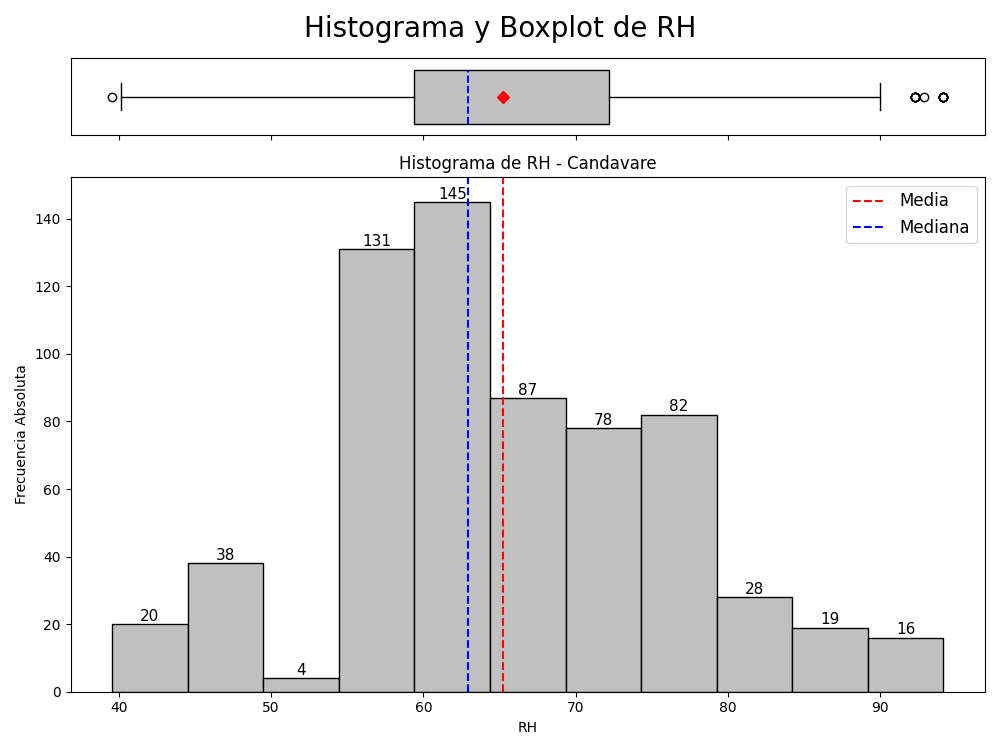 Histograma y Boxplot de RH
Histograma de RH - Candavare
Media
Mediana
145
131
87
82
78
38
28
20
19
16
4
Frecuencia Absoluta
140
120
100
80
60
40
20
0
40 50 60 70 80 90
RH